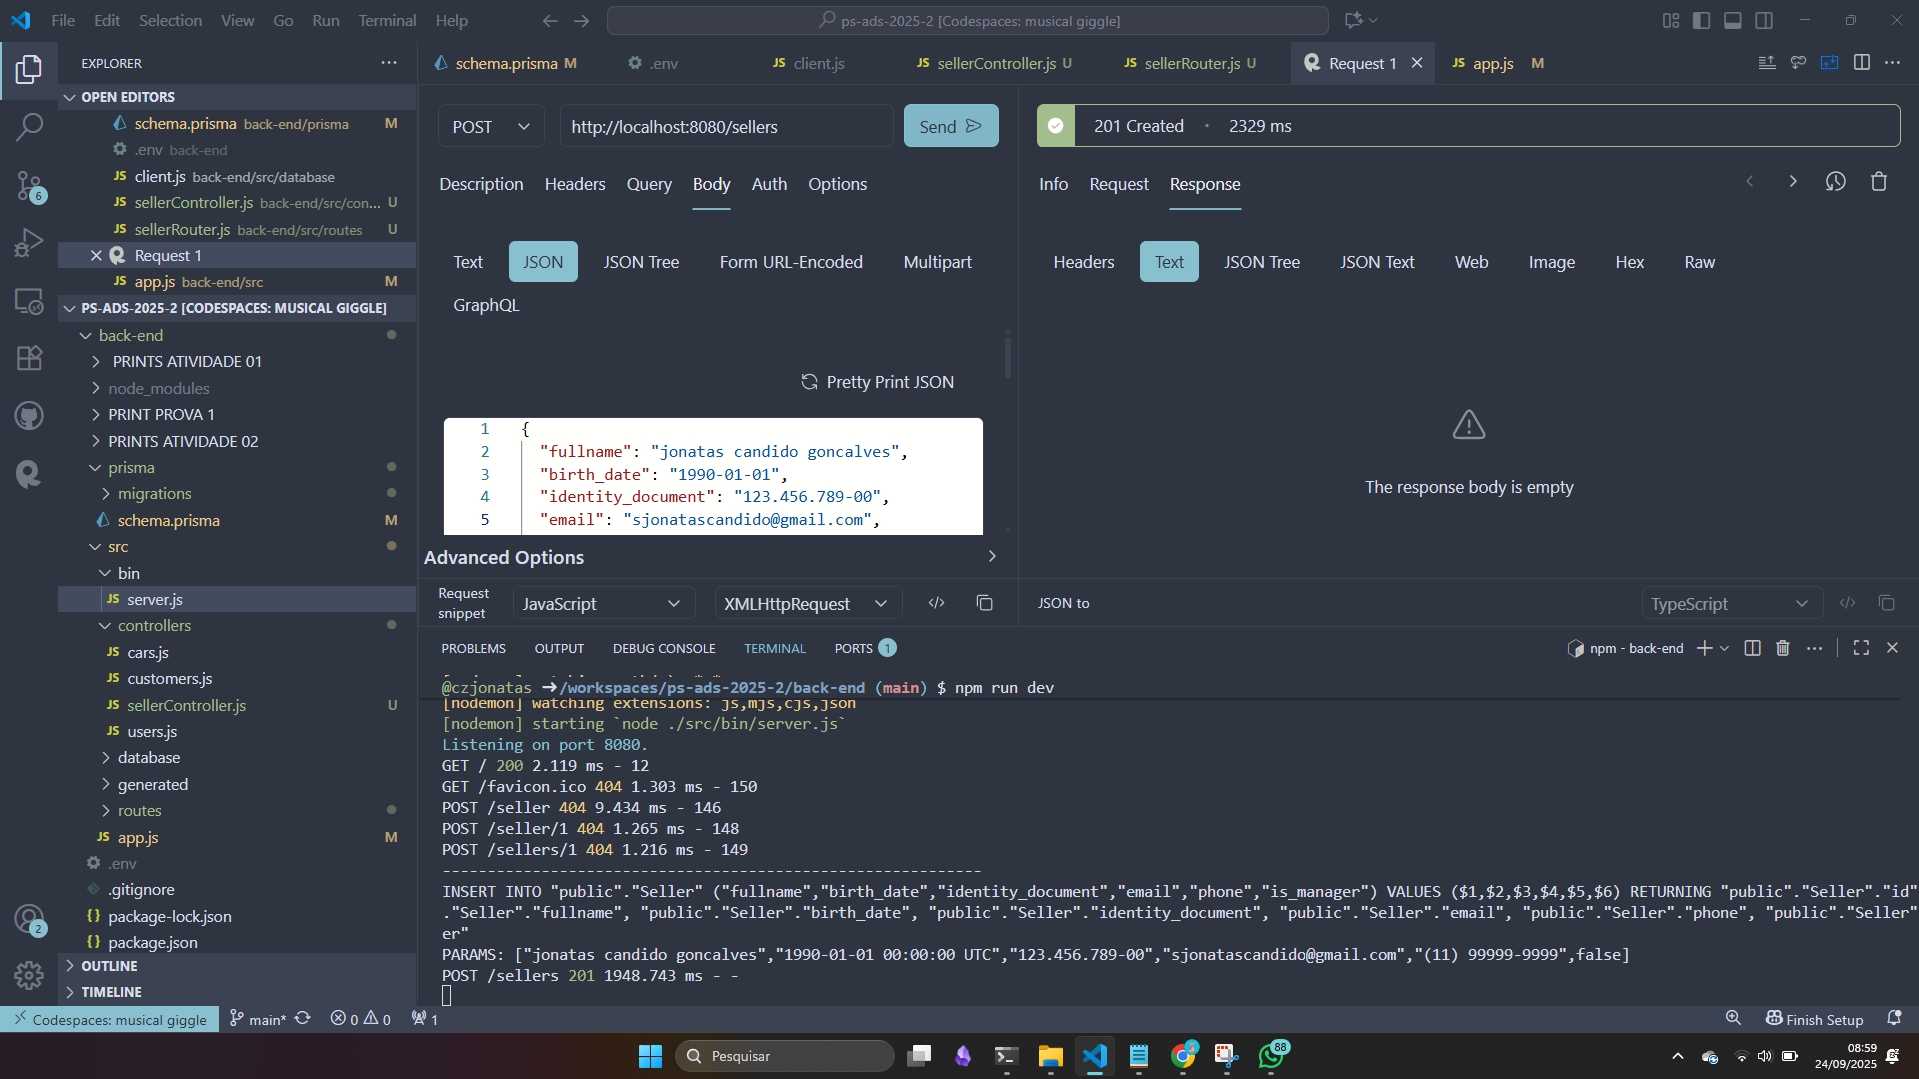 File Edit Selection View Go Run Terminal Help
ps-ads-2025-2 [Codespaces: musical giggle]
EXPLORER
OPEN EDITORS
schema.prisma back-end/prisma M
.env back-end
client.js back-end/src/database
sellerController.js back-end/src/con... U
sellerRouter.js back-end/src/routes U
Request 1
app.js back-end/src M
PS-ADS-2025-2 [CODESPACES: MUSICAL GIGGLE]
back-end
PRINTS ATIVIDADE 01
node_modules
PRINT PROVA 1
PRINTS ATIVIDADE 02
prisma
migrations
schema.prisma M
src
bin
server.js
controllers
cars.js
customers.js
sellerController.js U
users.js
database
generated
routes
app.js M
.env
.gitignore
package-lock.json
package.json
OUTLINE
TIMELINE
6
2
schema.prisma M .env client.js sellerController.js U sellerRouter.js U Request 1 app.js M
POST http://localhost:8080/sellers Send
Description Headers Query Body Auth Options
Text JSON JSON Tree Form URL-Encoded Multipart
GraphQL
Pretty Print JSON
1 {
2 "fullname": "jonatas candido goncalves",
3 "birth_date": "1990-01-01",
4 "identity_document": "123.456.789-00",
5 "email": "sjonatascandido@gmail.com",
Advanced Options
Request snippet JavaScript XMLHttpRequest
201 Created • 2329 ms
Info Request Response
Headers Text JSON Tree JSON Text Web Image Hex Raw
The response body is empty
JSON to TypeScript
PROBLEMS OUTPUT DEBUG CONSOLE TERMINAL PORTS 1
npm - back-end
@czjonatas ➜/workspaces/ps-ads-2025-2/back-end (main) $ npm run dev
[nodemon] watching extensions: js,mjs,cjs,json
[nodemon] starting `node ./src/bin/server.js`
Listening on port 8080.
GET / 200 2.119 ms - 12
GET /favicon.ico 404 1.303 ms - 150
POST /seller 404 9.434 ms - 146
POST /seller/1 404 1.265 ms - 148
POST /sellers/1 404 1.216 ms - 149
------------------------------------------------------------
INSERT INTO "public"."Seller" ("fullname","birth_date","identity_document","email","phone","is_manager") VALUES ($1,$2,$3,$4,$5,$6) RETURNING "public"."Seller"."id"
."Seller"."fullname", "public"."Seller"."birth_date", "public"."Seller"."identity_document", "public"."Seller"."email", "public"."Seller"."phone", "public"."Seller"
er"
PARAMS: ["jonatas candido goncalves","1990-01-01 00:00:00 UTC","123.456.789-00","sjonatascandido@gmail.com","(11) 99999-9999",false]
POST /sellers 201 1948.743 ms - -
Codespaces: musical giggle main* 0 0 1 Finish Setup
Pesquisar
88
08:59
24/09/2025